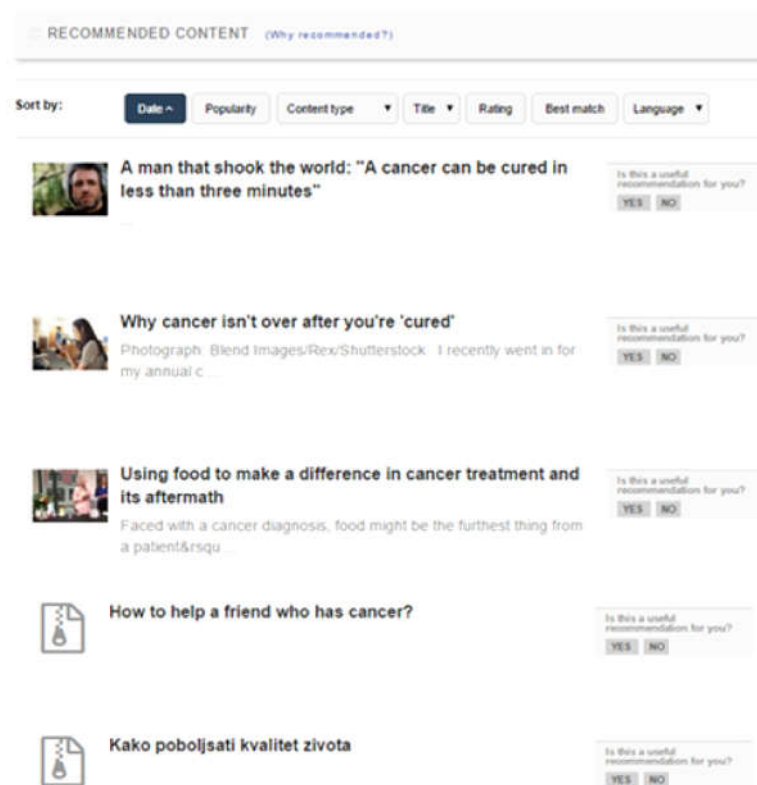 RECOMMENDED CONTENT (Why recommended?)
Sort by: Date Popularity Content type Title Rating Best match Language
A man that shook the world: "A cancer can be cured in
less than three minutes"
...
Is this a useful
recommendation for you?
YES NO
Why cancer isn't over after you're 'cured'
Photograph: Blend Images/Rex/Shutterstock I recently went in for
my annual c ...
Is this a useful
recommendation for you?
YES NO
Using food to make a difference in cancer treatment and
its aftermath
Faced with a cancer diagnosis, food might be the furthest thing from
a patient&rsqu ...
Is this a useful
recommendation for you?
YES NO
How to help a friend who has cancer?
Is this a useful
recommendation for you?
YES NO
Kako poboljsati kvalitet zivota
Is this a useful
recommendation for you?
YES NO